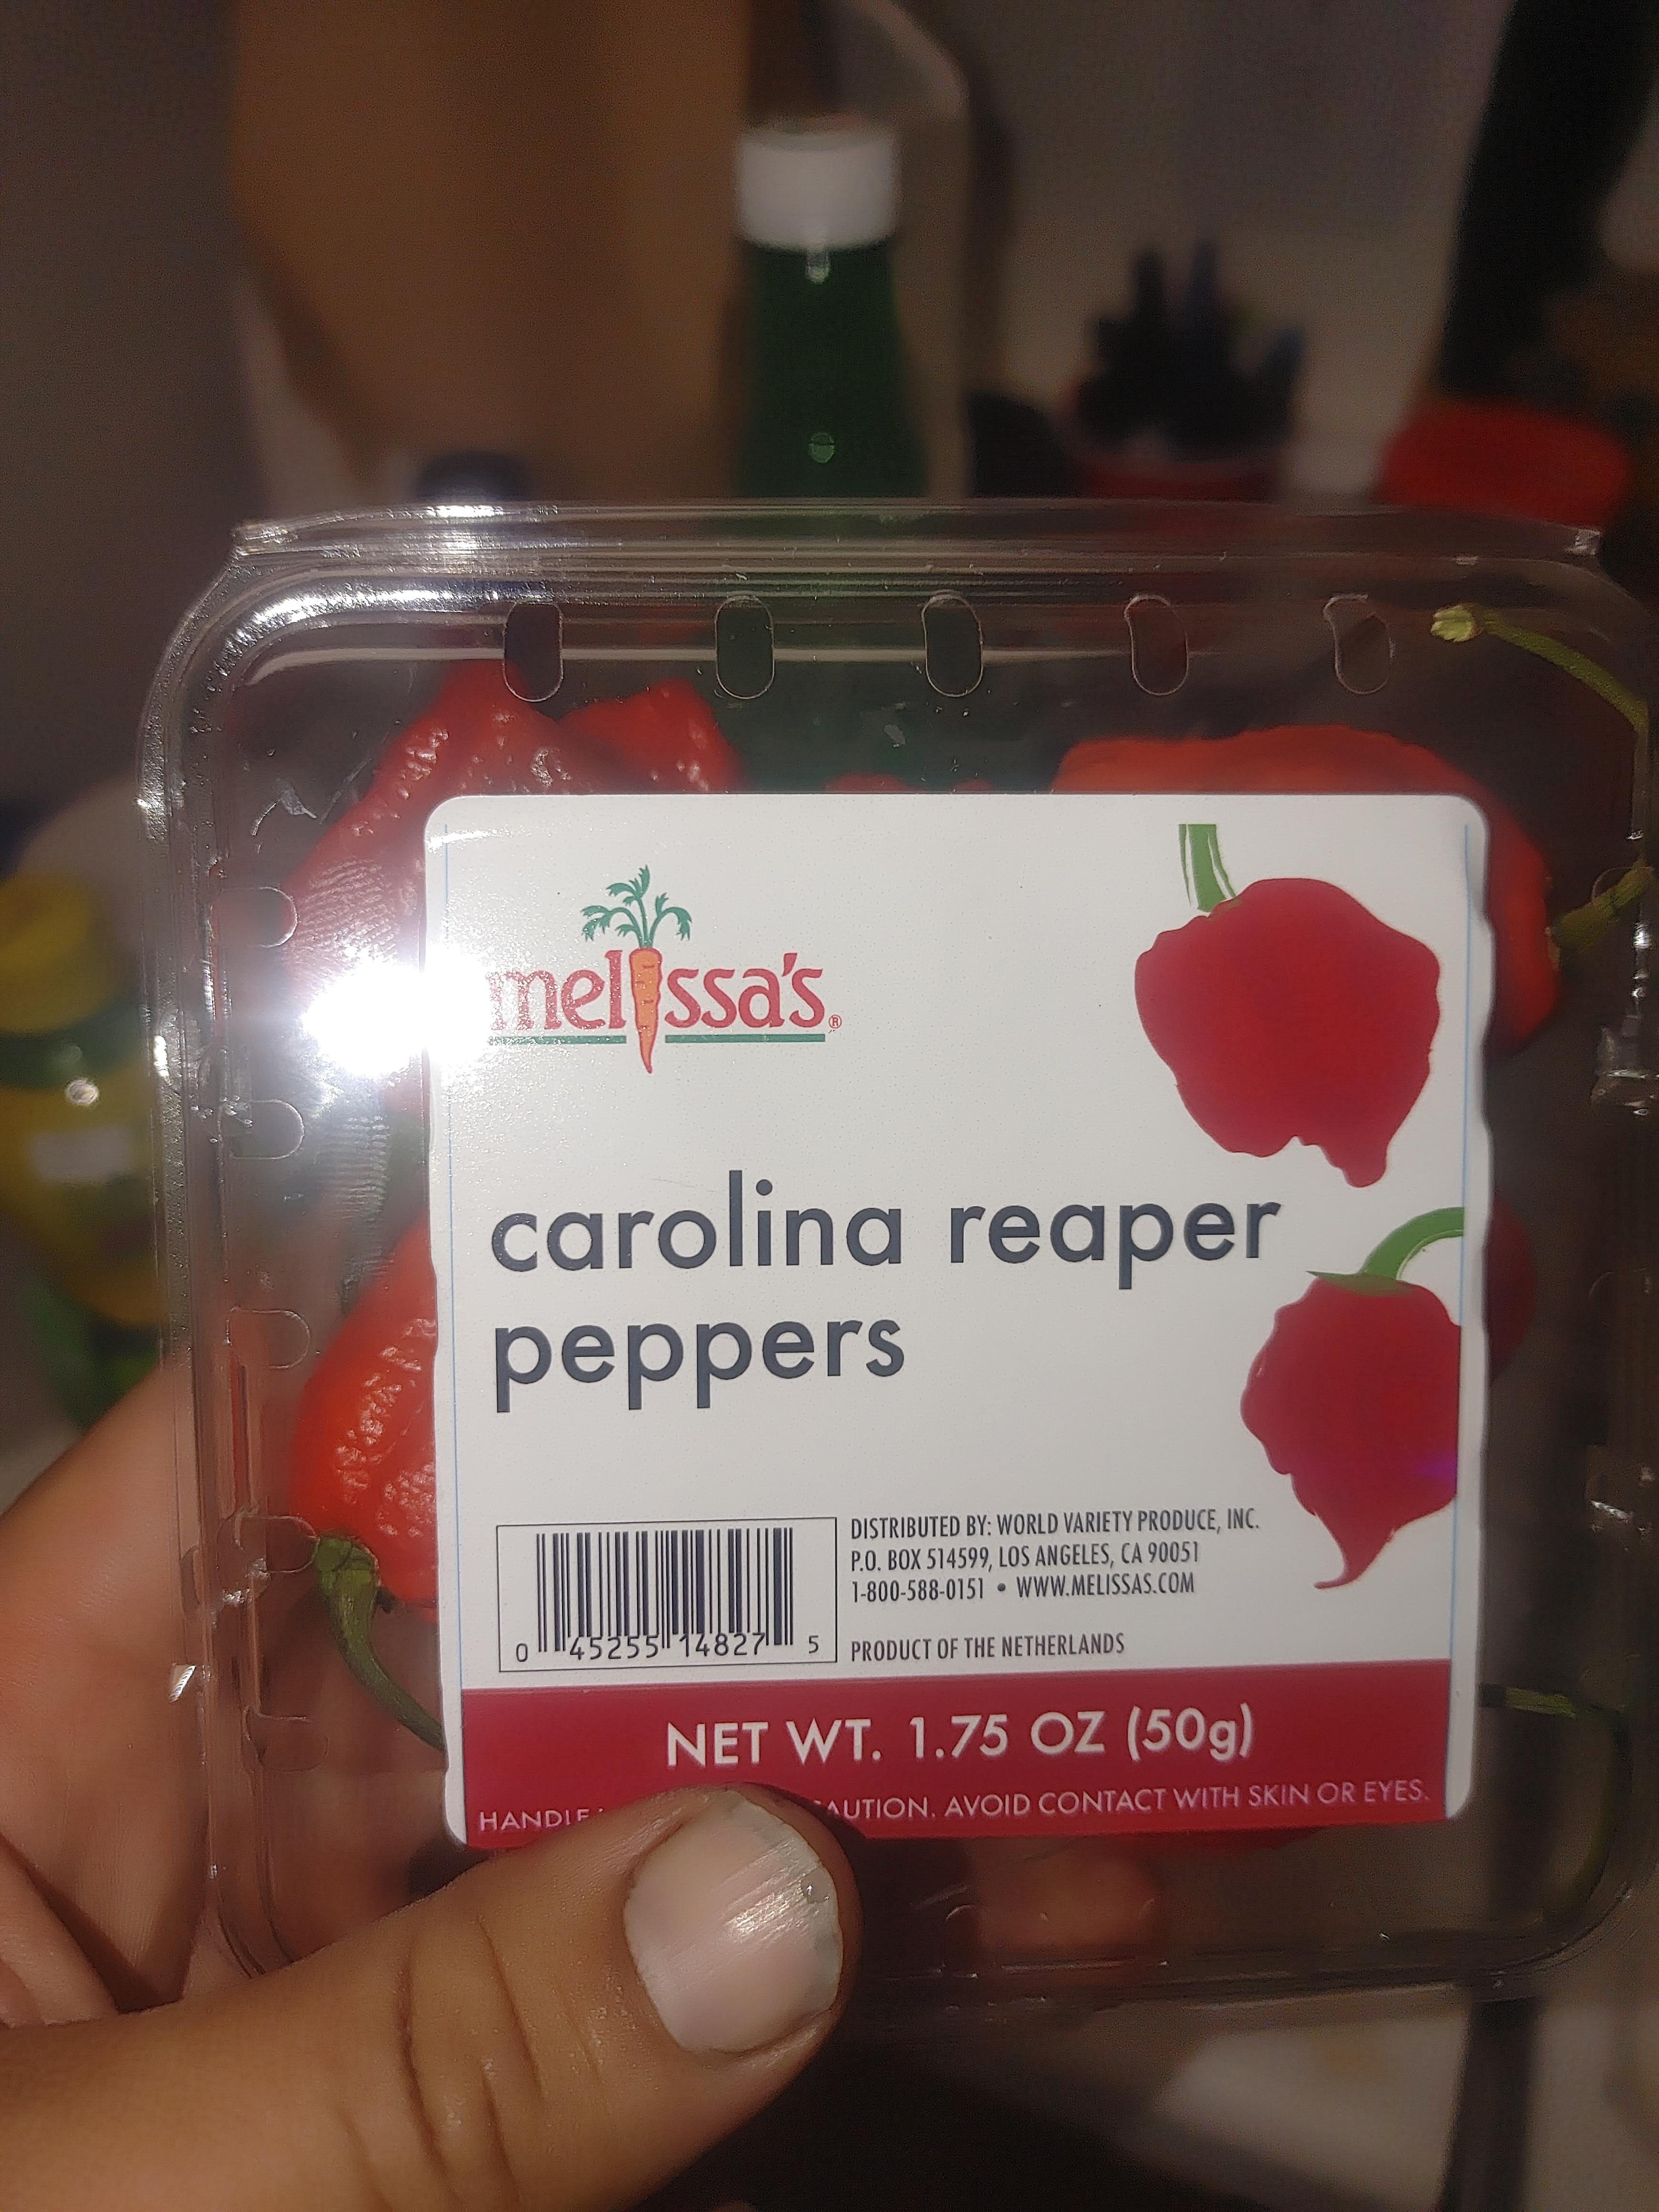 melissa's®
carolina reaper
peppers
DISTRIBUTED BY: WORLD VARIETY PRODUCE, INC.
P.O. BOX 514599, LOS ANGELES, CA 90051
1-800-588-0151 • WWW.MELISSAS.COM
0 45255 14827 5
PRODUCT OF THE NETHERLANDS
NET WT. 1.75 OZ (50g)
HANDLE CAUTION. AVOID CONTACT WITH SKIN OR EYES.